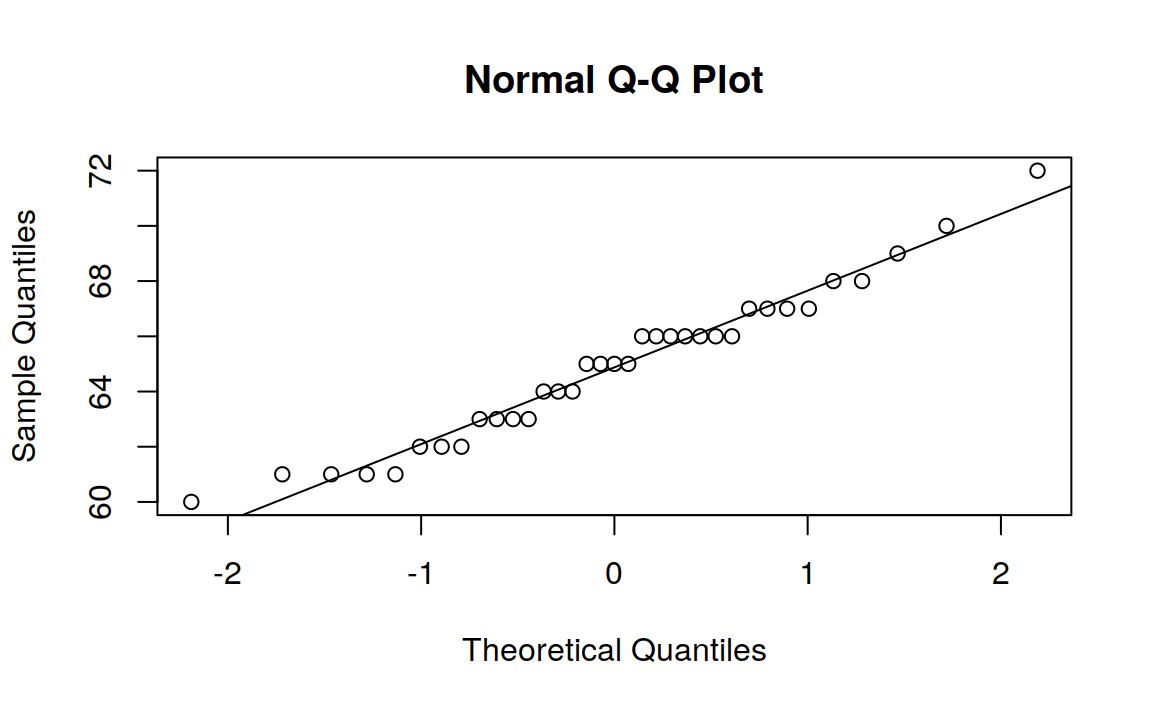 Normal Q-Q Plot
Sample Quantiles
72
68
64
60
-2 -1 0 1 2
Theoretical Quantiles